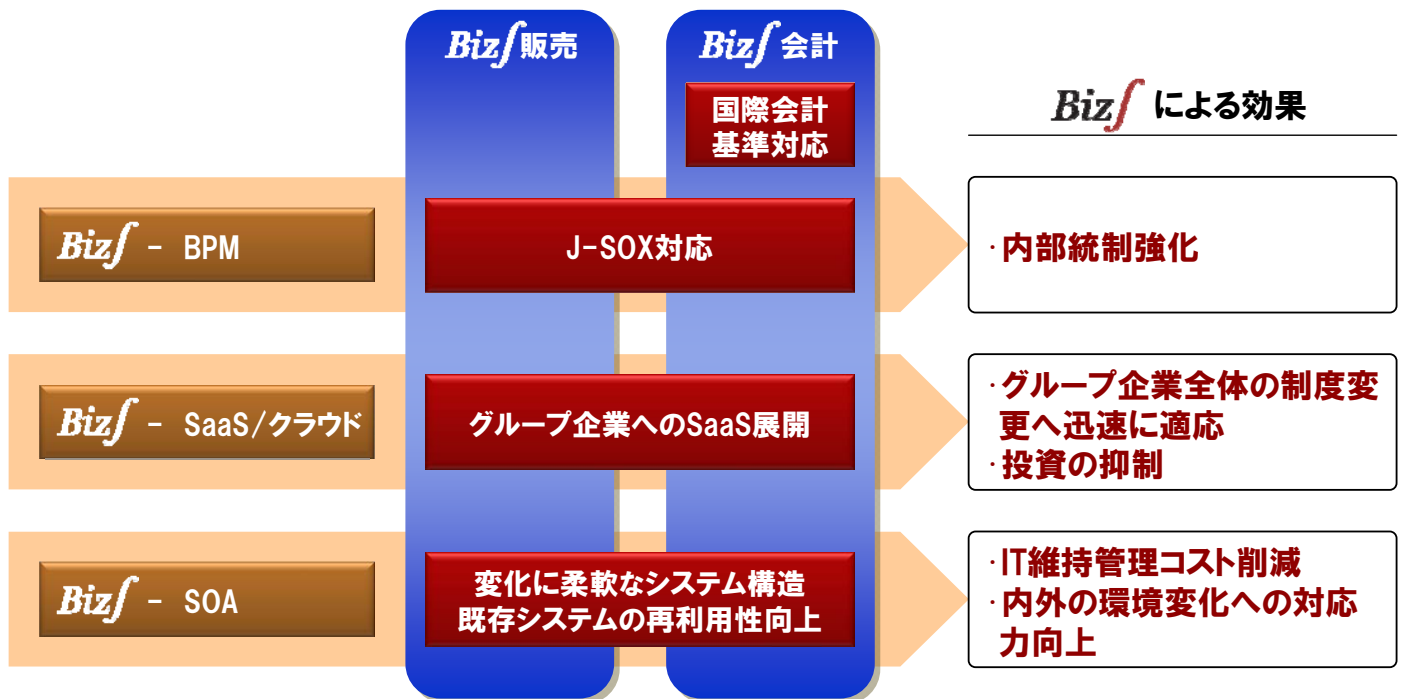 Biz∫販売
Biz∫会計
国際会計
基準対応
Biz∫による効果
Biz∫ - BPM
J-SOX対応
・内部統制強化
Biz∫ - SaaS/クラウド
グループ企業へのSaaS展開
・グループ企業全体の制度変
更へ迅速に適応
・投資の抑制
Biz∫ - SOA
変化に柔軟なシステム構造
既存システムの再利用性向上
・IT維持管理コスト削減
・内外の環境変化への対応
力向上